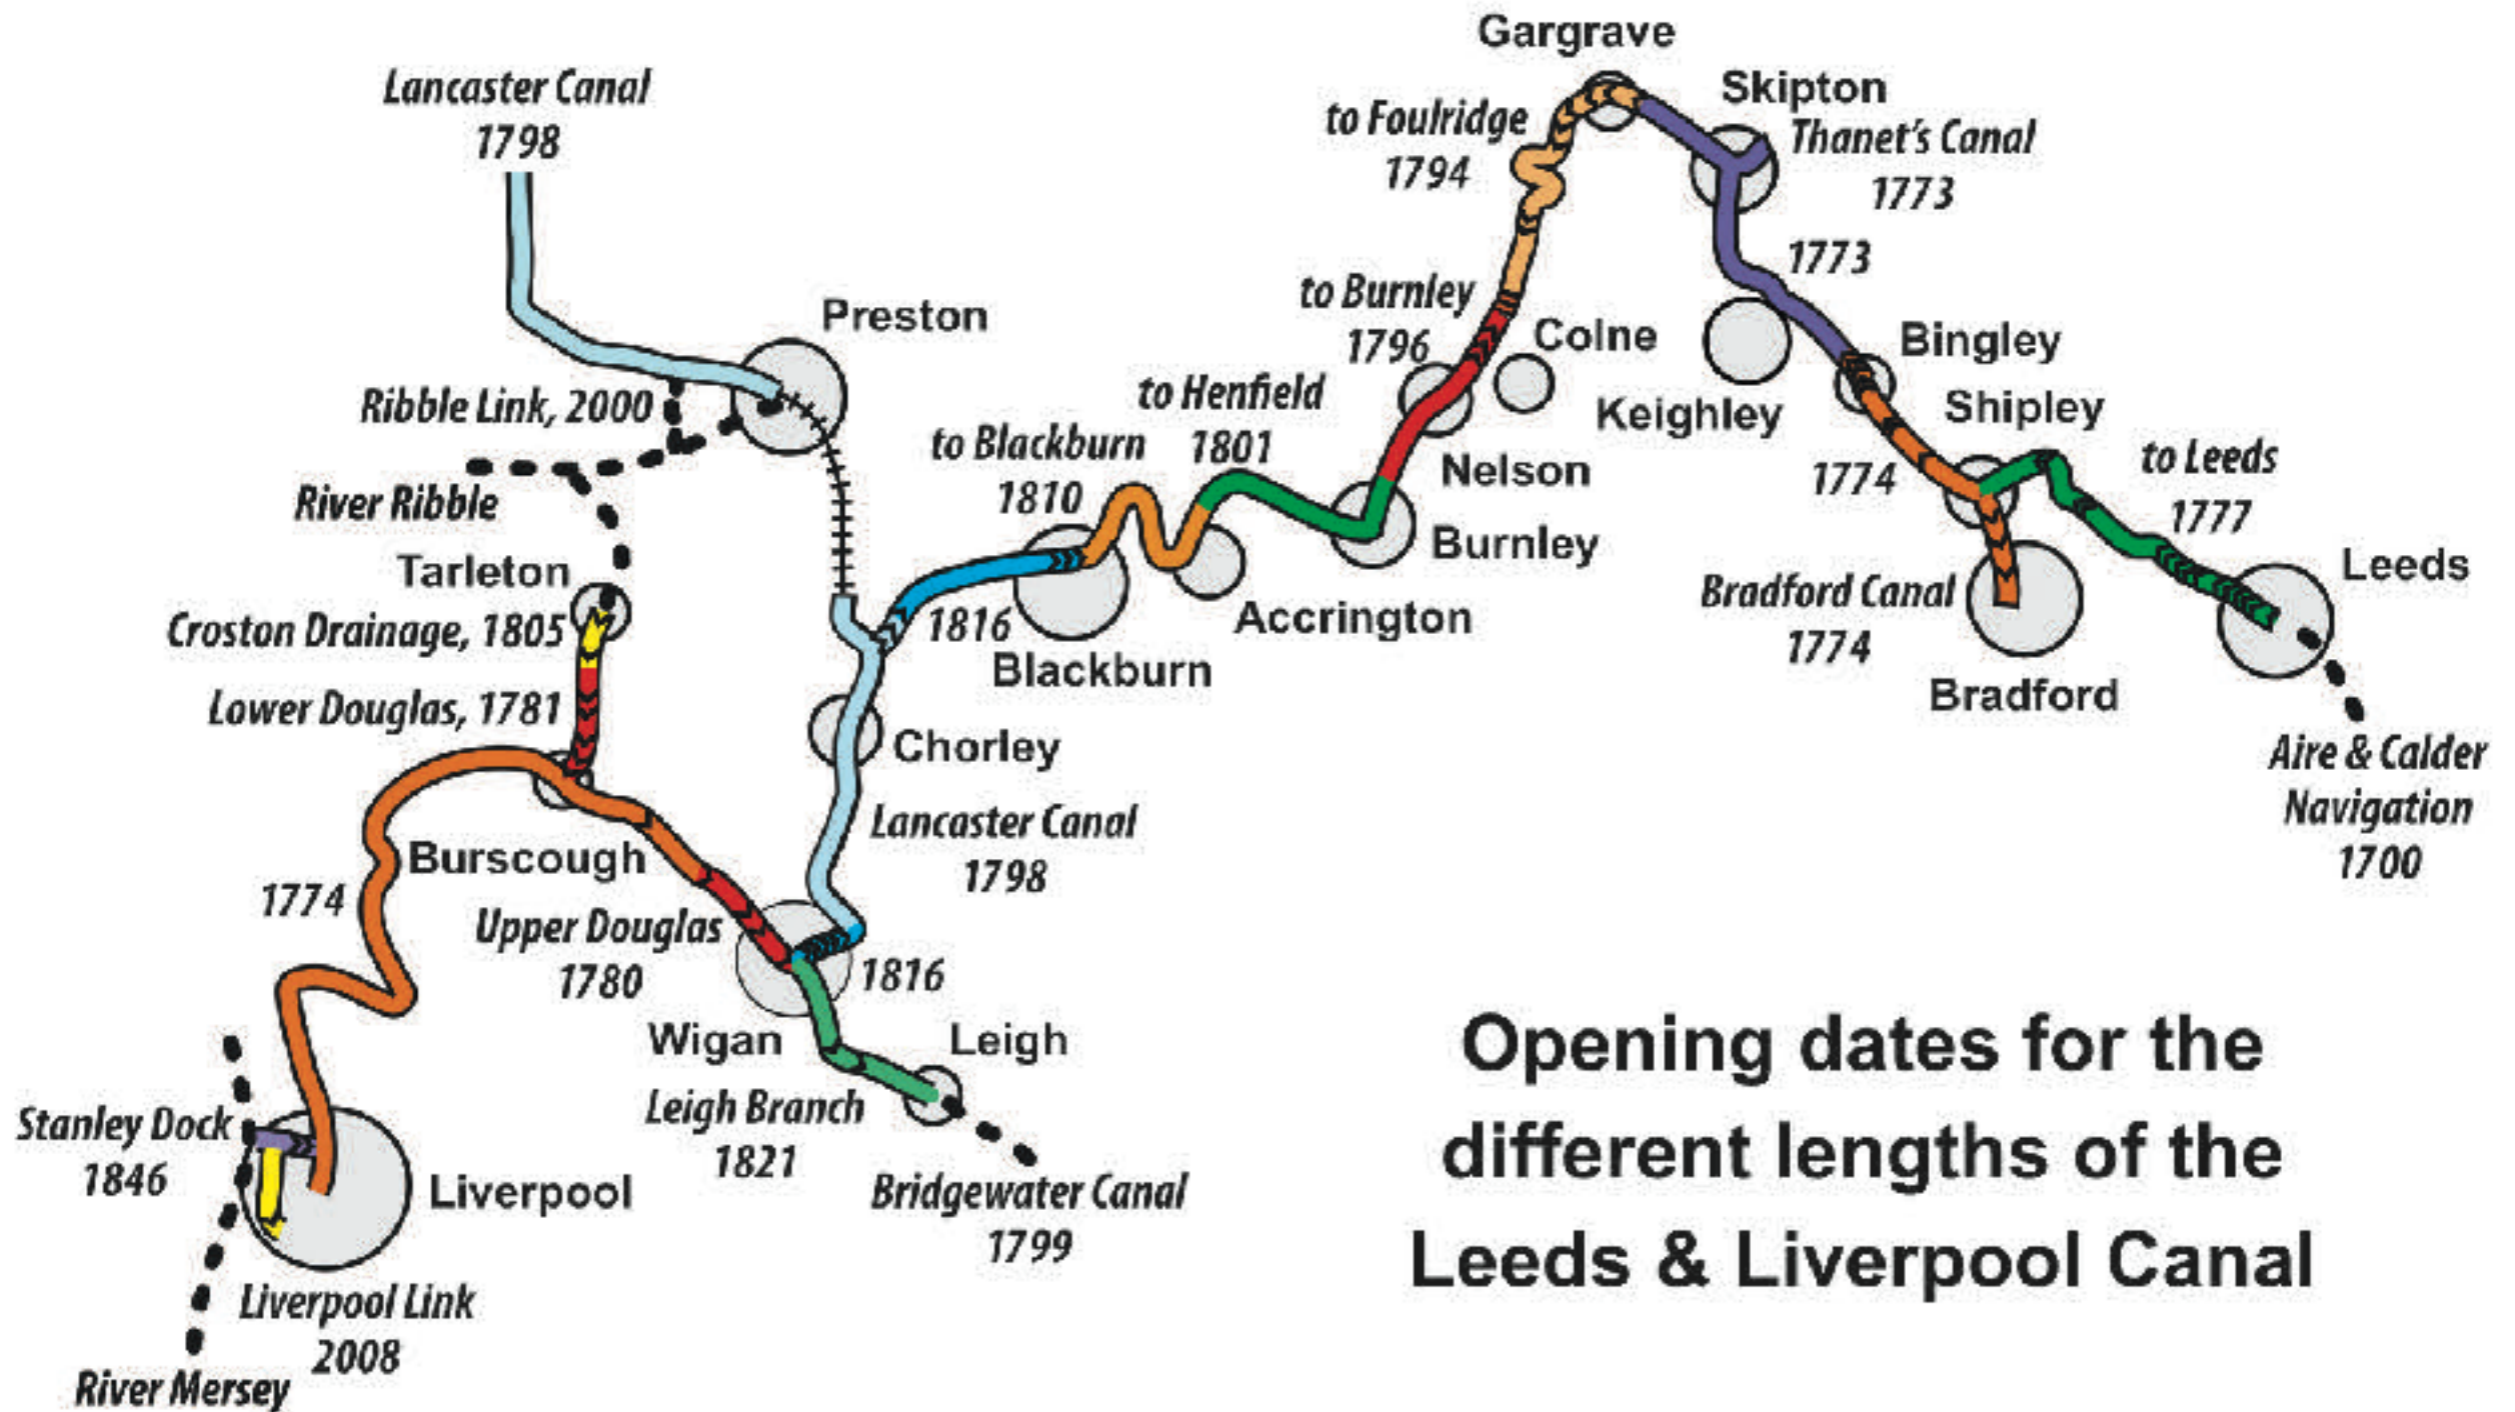 Gargrave
Lancaster Canal
1798
Skipton
to Foulridge
1794
Thanet's Canal
1773
1773
to Burnley
1796
Preston
Colne
Bingley
Keighley
Shipley
Ribble Link, 2000
to Henfield
1801
to Blackburn
1810
River Ribble
Nelson
1774
to Leeds
1777
Burnley
Leeds
Tarleton
Croston Drainage, 1805
1816
Accrington
Blackburn
Bradford Canal
1774
Bradford
Lower Douglas, 1781
Chorley
Aire & Calder
Navigation
1700
Lancaster Canal
1798
Burscough
1774
Upper Douglas
1780
1816
Wigan
Leigh
Leigh Branch
1821
Stanley Dock
1846
Liverpool
Bridgewater Canal
1799
Liverpool Link
2008
River Mersey
Opening dates for the
different lengths of the
Leeds & Liverpool Canal